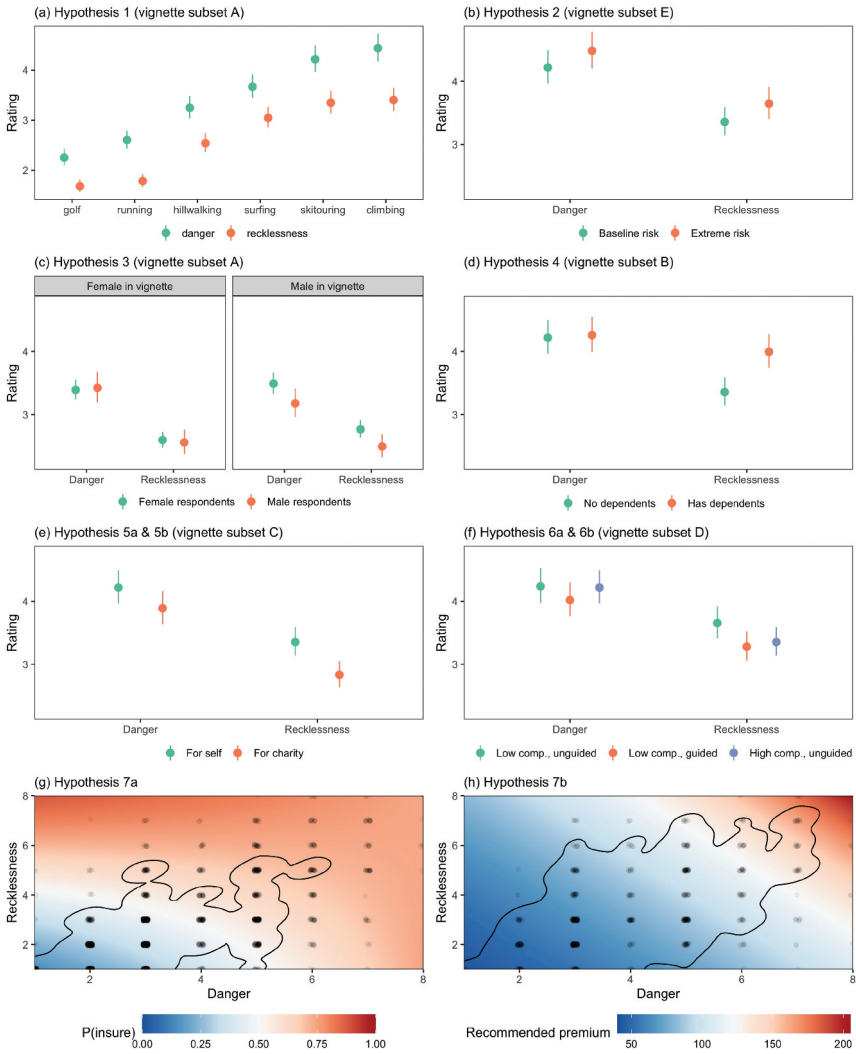 (a) Hypothesis 1 (vignette subset A)
Rating
4
3
2
golf running hillwalking surfing skitouring climbing
danger recklessness
(b) Hypothesis 2 (vignette subset E)
Rating
4
3
Danger Recklessness
Baseline risk Extreme risk
(c) Hypothesis 3 (vignette subset A)
Female in vignette Male in vignette
Rating
4
3
Danger Recklessness Danger Recklessness
Female respondents Male respondents
(d) Hypothesis 4 (vignette subset B)
Rating
4
3
Danger Recklessness
No dependents Has dependents
(e) Hypothesis 5a & 5b (vignette subset C)
Rating
4
3
Danger Recklessness
For self For charity
(f) Hypothesis 6a & 6b (vignette subset D)
Rating
4
3
Danger Recklessness
Low comp., unguided Low comp., guided High comp., unguided
(g) Hypothesis 7a
Recklessness
8
6
4
2
2 4 6 8
Danger
P(insure)
0.00 0.25 0.50 0.75 1.00
(h) Hypothesis 7b
Recklessness
8
6
4
2
2 4 6 8
Danger
Recommended premium
50 100 150 200